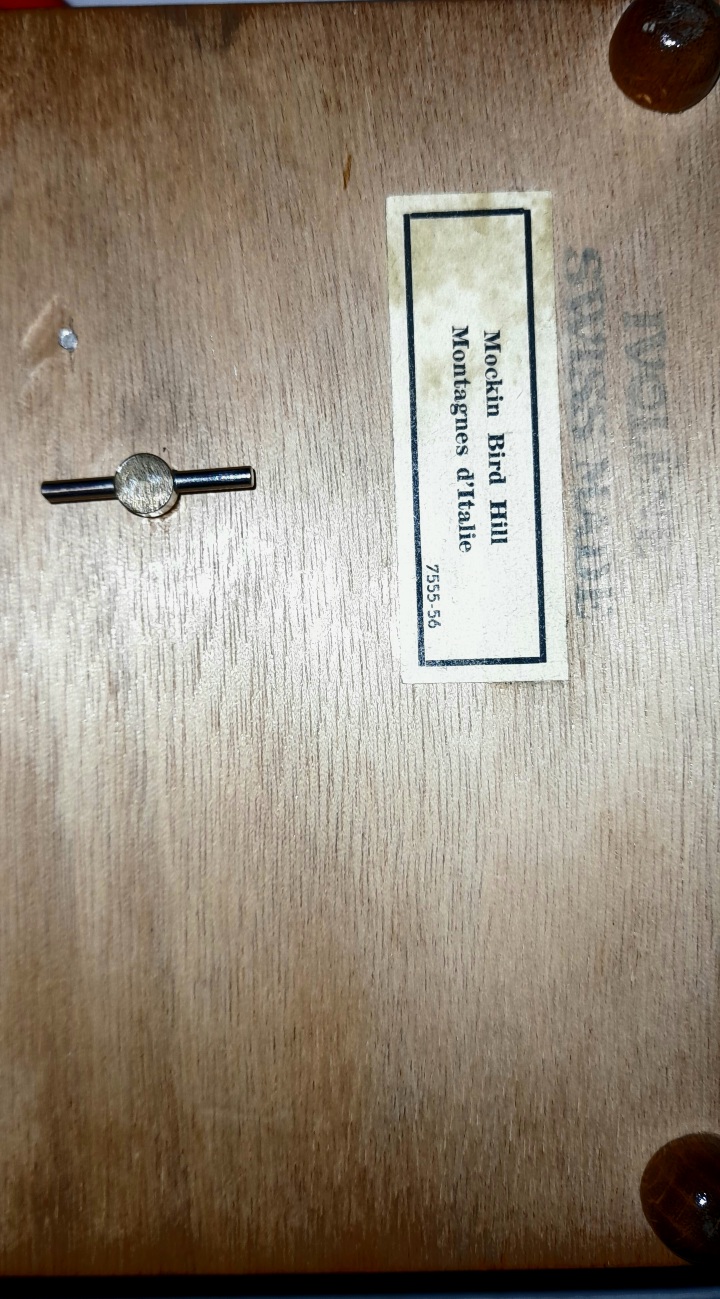 SWISS MADE
Mockin Bird Hill
Montagnes d'Italie
7555-56